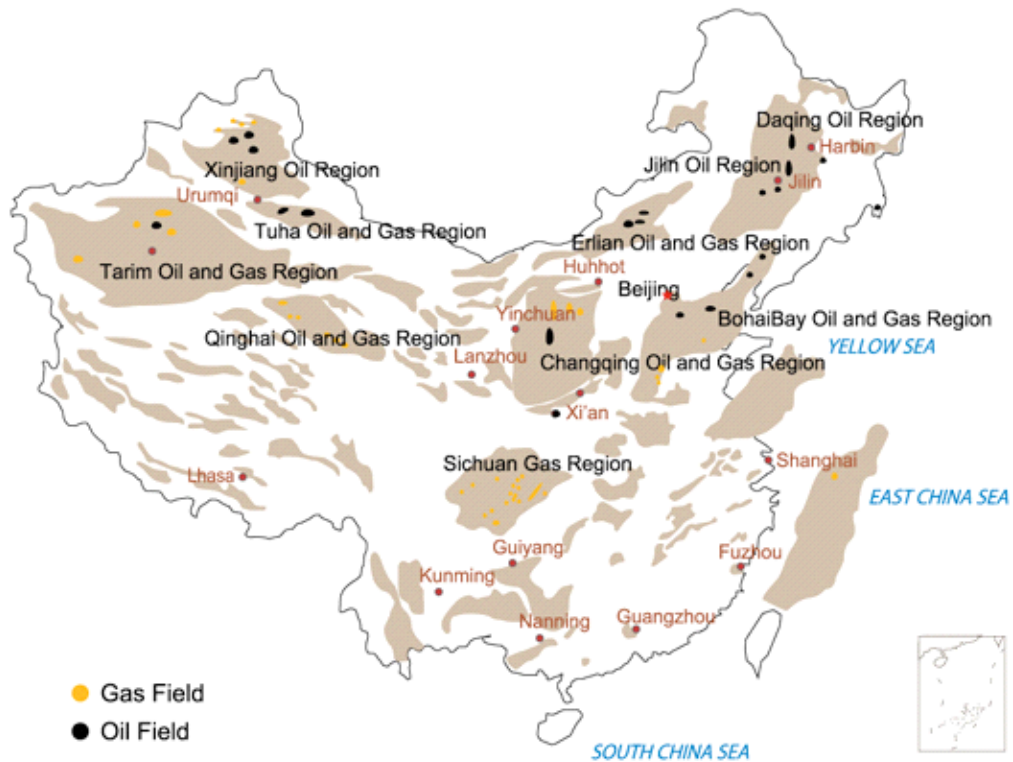 Daqing Oil Region
Harbin
Jilin Oil Region
Jilin
Xinjiang Oil Region
Urumqi
Tuha Oil and Gas Region
Erlian Oil and Gas Region
Tarim Oil and Gas Region
Huhhot
Beijing
Yinchuan
BohaiBay Oil and Gas Region
Qinghai Oil and Gas Region
YELLOW SEA
Lanzhou
Changqing Oil and Gas Region
Xi'an
Sichuan Gas Region
Shanghai
Lhasa
EAST CHINA SEA
Guiyang
Fuzhou
Kunming
Nanning
Guangzhou
Gas Field
Oil Field
SOUTH CHINA SEA